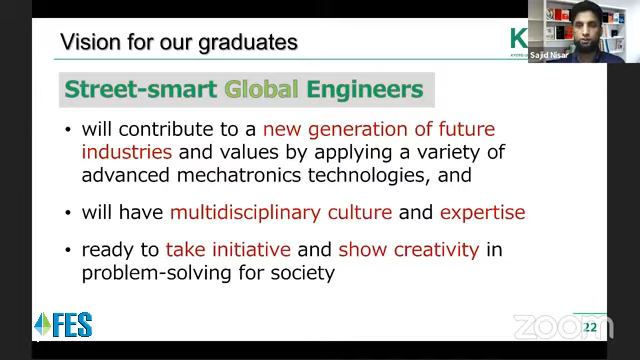 Vision for our graduates
K
Sajid Nisar
Street-smart Global Engineers
• will contribute to a new generation of future
industries and values by applying a variety of
advanced mechatronics technologies, and
• will have multidisciplinary culture and expertise
• ready to take initiative and show creativity in
problem-solving for society
FES
zoom
22